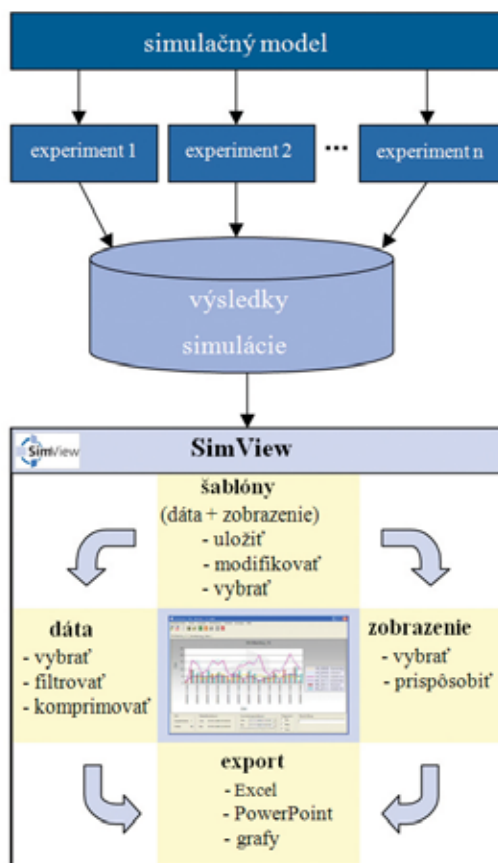 simulačný model
experiment 1
experiment 2
...
experiment n
výsledky
simulácie
SimView
SimView
šablóny
(dáta + zobrazenie)
- uložiť
- modifikovať
- vybrať
dáta
- vybrať
- filtrovať
- komprimovať
zobrazenie
- vybrať
- prispôsobiť
export
- Excel
- PowerPoint
- grafy